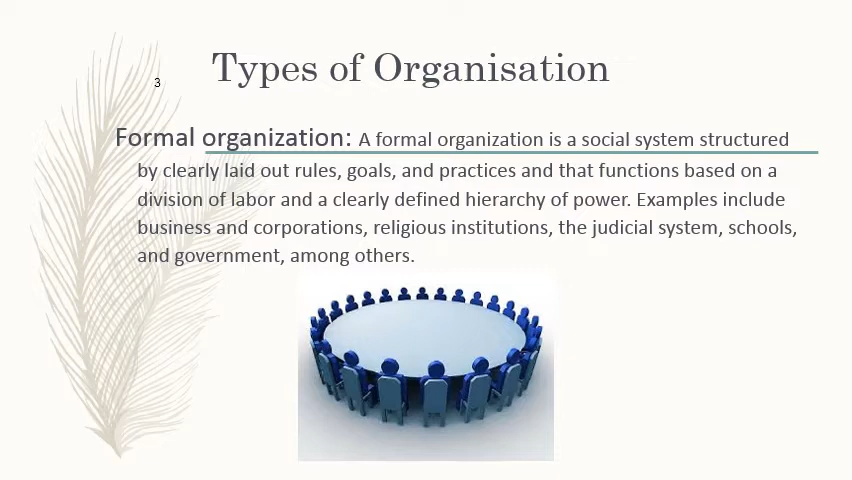 Types of Organisation
3
Formal organization: A formal organization is a social system structured
by clearly laid out rules, goals, and practices and that functions based on a
division of labor and a clearly defined hierarchy of power. Examples include
business and corporations, religious institutions, the judicial system, schools,
and government, among others.